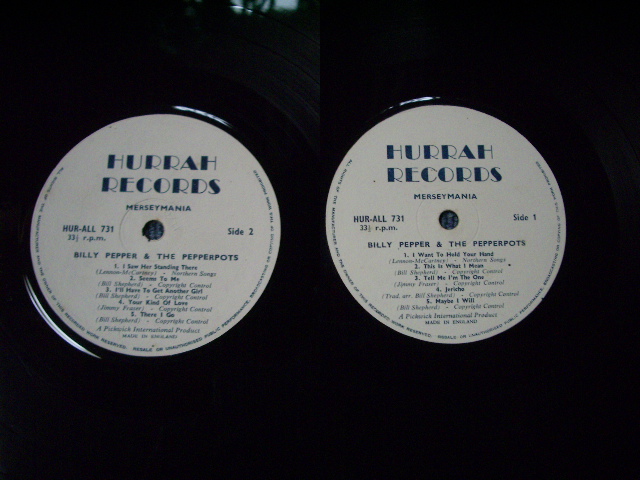 HURRAH
RECORDS
MERSEYMANIA
HUR-ALL 731
33⅓ r.p.m.
Side 2
BILLY PEPPER & THE PEPPERPOTS
1. I Saw Her Standing There
(Lennon-McCartney) - Northern Songs
2. Seems To Me
(Bill Shepherd) - Copyright Control
3. I'll Have To Get Another Girl
(Bill Shepherd) - Copyright Control
4. Your Kind Of Love
(Jimmy Fraser) - Copyright Control
5. There I Go
(Bill Shepherd) - Copyright Control
A Pickwick International Product
MADE IN ENGLAND
HURRAH
RECORDS
MERSEYMANIA
HUR-ALL 731
33⅓ r.p.m.
Side 1
BILLY PEPPER & THE PEPPERPOTS
1. I Want To Hold Your Hand
(Lennon-McCartney) - Northern Songs
2. This Is What I Mean
(Bill Shepherd) - Copyright Control
3. Tell Me I'm The One
(Jimmy Fraser) - Copyright Control
4. Jericho
(Trad. arr. Bill Shepherd) - Copyright Control
5. Maybe I Will
(Bill Shepherd) - Copyright Control
A Pickwick International Product
MADE IN ENGLAND